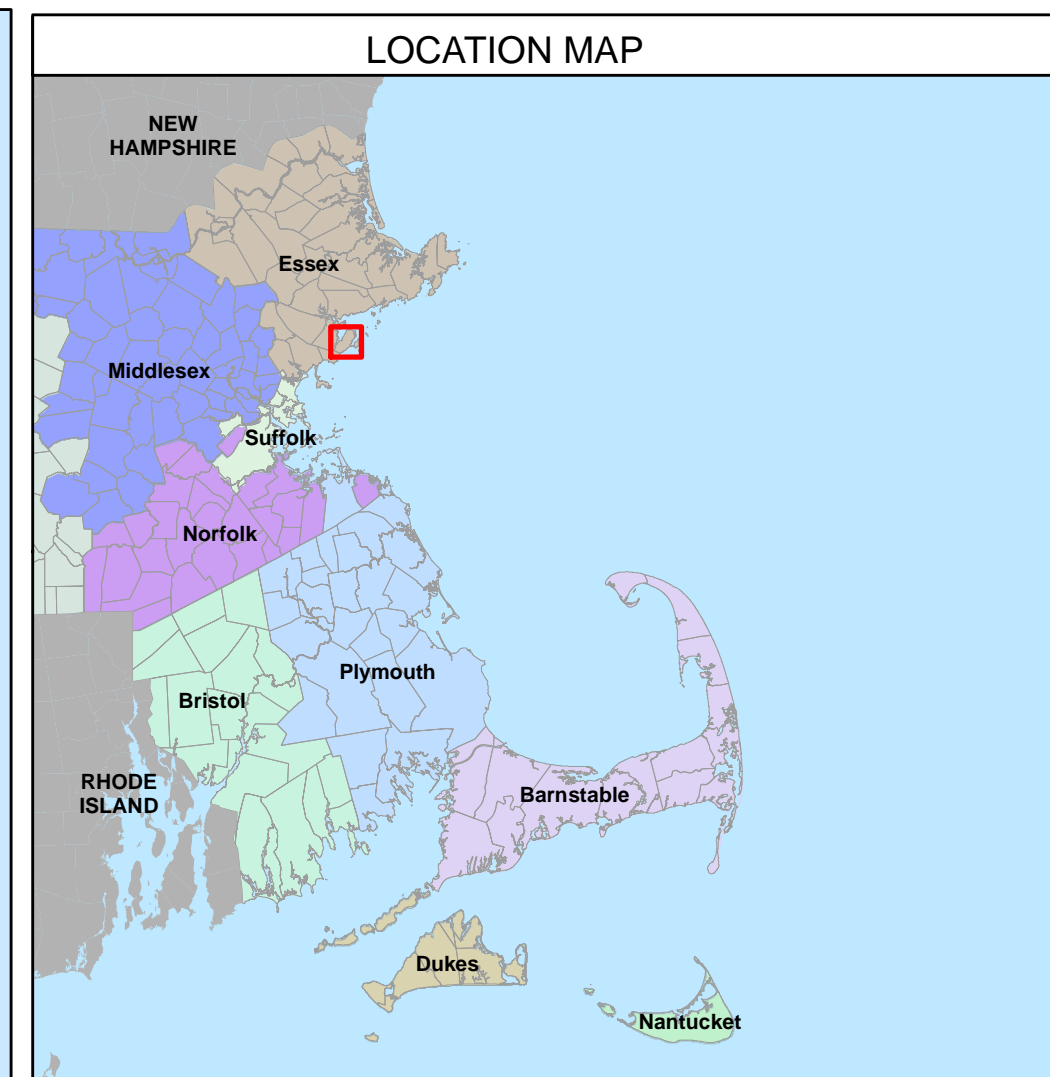 LOCATION MAP
NEW
HAMPSHIRE
Essex
Middlesex
Suffolk
Norfolk
Plymouth
Bristol
RHODE
ISLAND
Barnstable
Dukes
Nantucket